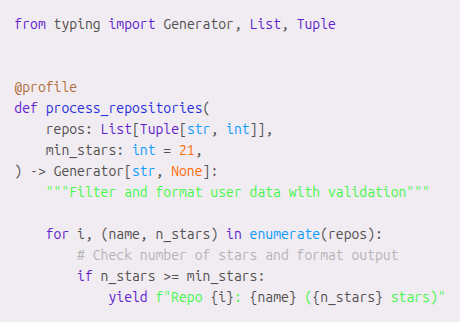 from typing import Generator, List, Tuple
@profile
def process_repositories(
    repos: List[Tuple[str, int]],
    min_stars: int = 21,
) -> Generator[str, None]:
    """Filter and format user data with validation"""
    for i, (name, n_stars) in enumerate(repos):
        # Check number of stars and format output
        if n_stars >= min_stars:
            yield f"Repo {i}: {name} ({n_stars} stars)"